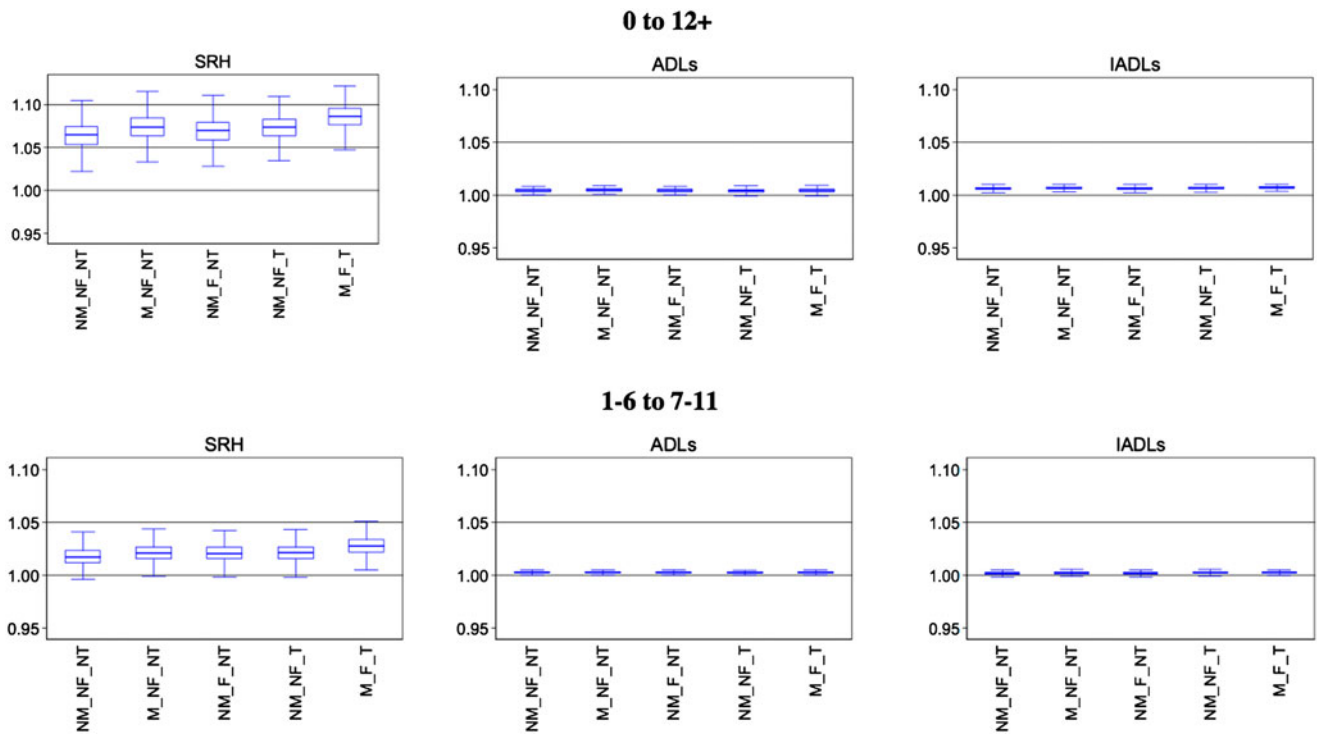 0 to 12+
SRH
1.10
1.05
1.00
0.95
NM_NF_NT
M_NF_NT
NM_F_NT
NM_NF_T
M_F_T
ADLs
1.10
1.05
1.00
0.95
NM_NF_NT
M_NF_NT
NM_F_NT
NM_NF_T
M_F_T
IADLs
1.10
1.05
1.00
0.95
NM_NF_NT
M_NF_NT
NM_F_NT
NM_NF_T
M_F_T
1-6 to 7-11
SRH
1.10
1.05
1.00
0.95
NM_NF_NT
M_NF_NT
NM_F_NT
NM_NF_T
M_F_T
ADLs
1.10
1.05
1.00
0.95
NM_NF_NT
M_NF_NT
NM_F_NT
NM_NF_T
M_F_T
IADLs
1.10
1.05
1.00
0.95
NM_NF_NT
M_NF_NT
NM_F_NT
NM_NF_T
M_F_T